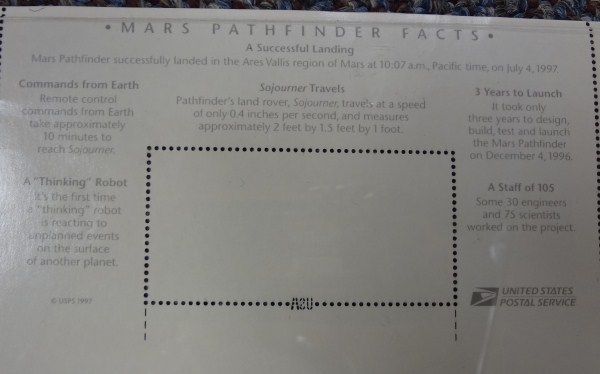 • MARS PATHFINDER FACTS •
A Successful Landing
Mars Pathfinder successfully landed in the Ares Vallis region of Mars at 10:07 a.m., Pacific time, on July 4, 1997.
Commands from Earth
Remote control
commands from Earth
take approximately
10 minutes to
reach Sojourner.
Sojourner Travels
Pathfinder's land rover, Sojourner, travels at a speed
of only 0.4 inches per second, and measures
approximately 2 feet by 1.5 feet by 1 foot.
3 Years to Launch
It took only
three years to design,
build, test and launch
the Mars Pathfinder
on December 4, 1996.
A "Thinking" Robot
It's the first time
a "thinking" robot
is reacting to
unplanned events
on the surface
of another planet.
A Staff of 105
Some 30 engineers
and 75 scientists
worked on the project.
© USPS 1997
UNITED STATES
POSTAL SERVICE